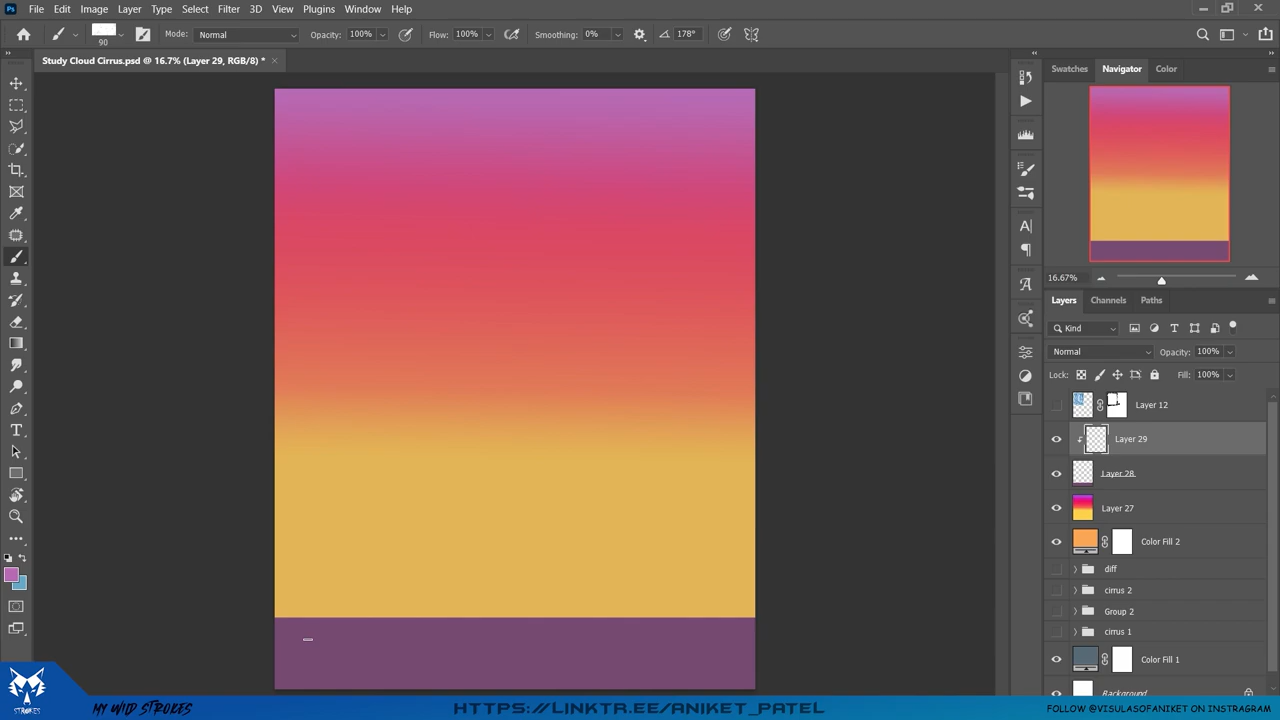 Ps File Edit Image Layer Type Select Filter 3D View Plugins Window Help
90 Mode: Normal Opacity: 100% Flow: 100% Smoothing: 0% 178°
Study Cloud Cirrus.psd @ 16.7% (Layer 29, RGB/8) *
Swatches Navigator Color
16.67%
Layers Channels Paths
Kind
Normal Opacity: 100%
Lock: Fill: 100%
Layer 12
Layer 29
Layer 28
Layer 27
Color Fill 2
diff
cirrus 2
Group 2
cirrus 1
Color Fill 1
Background
STROKES
MY WILD STROKES
HTTPS://LINKTR.EE/ANIKET_PATEL
FOLLOW @VISULASOFANIKET ON INSTAGRAM